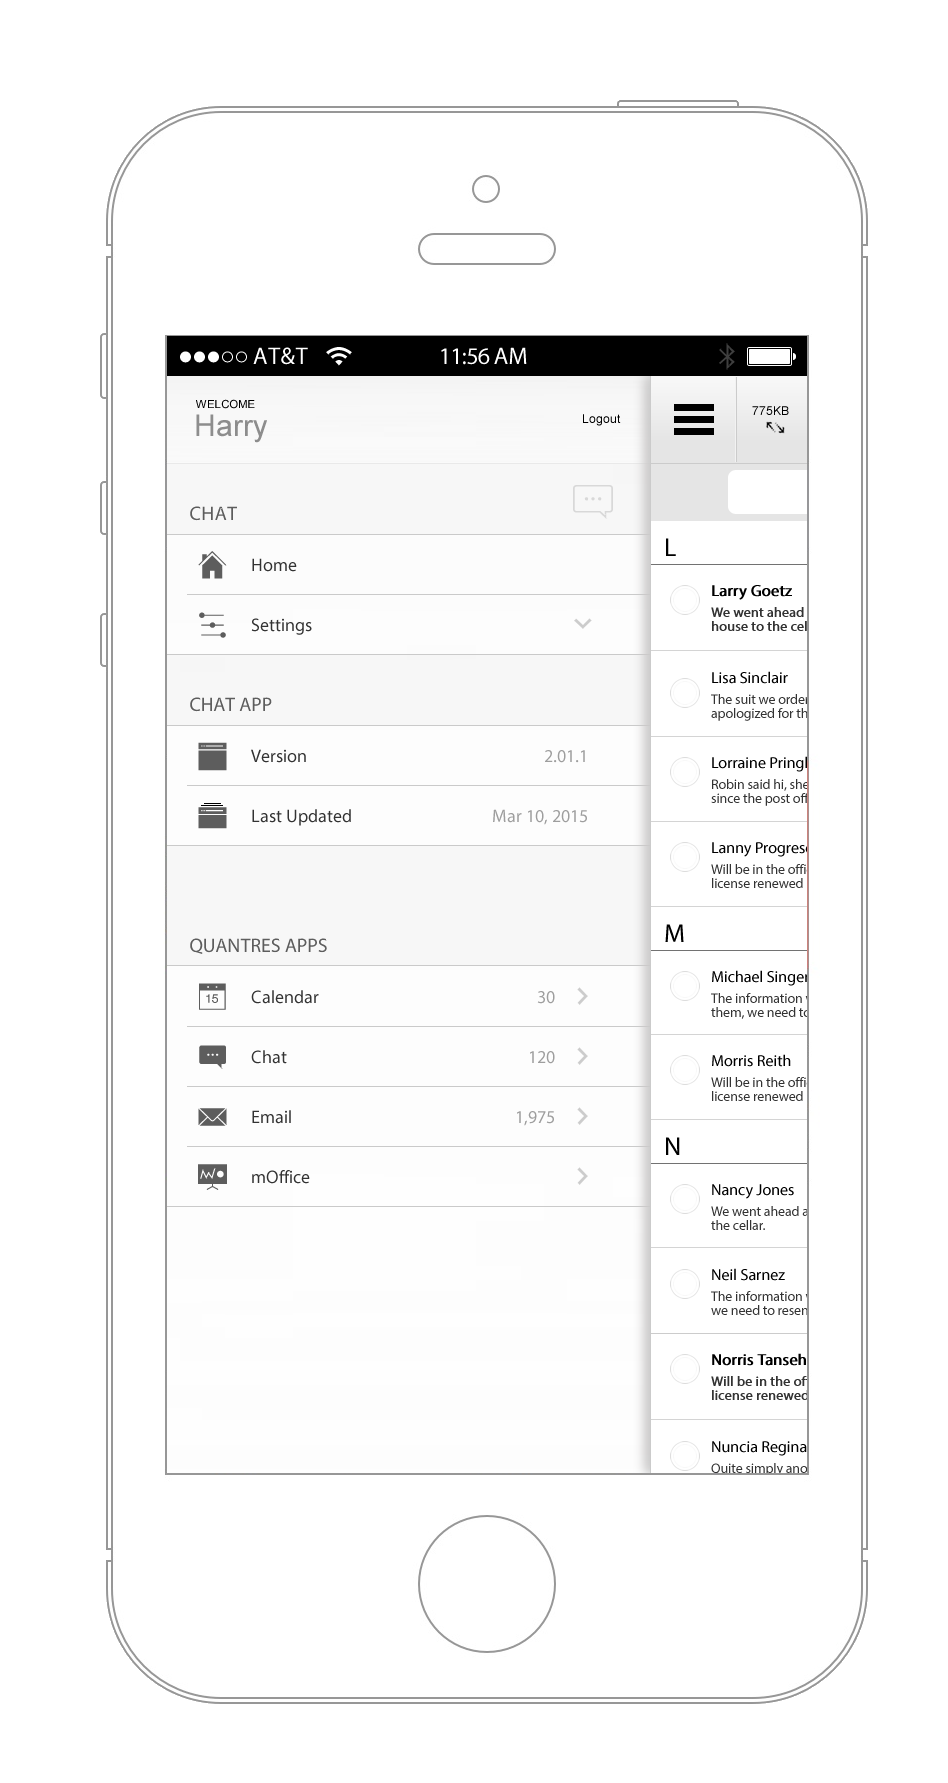 AT&T 11:56 AM
WELCOME
Harry
Logout
775KB
CHAT
Home
Settings
CHAT APP
Version 2.01.1
Last Updated Mar 10, 2015
QUANTRES APPS
15 Calendar 30
Chat 120
Email 1,975
mOffice
L
Larry Goetz
We went ahead
house to the cel
Lisa Sinclair
The suit we order
apologized for th
Lorraine Pringl
Robin said hi, she
since the post off
Lanny Progres
Will be in the offi
license renewed
M
Michael Singer
The information
them, we need to
Morris Reith
Will be in the offi
license renewed
N
Nancy Jones
We went ahead a
the cellar.
Neil Sarnez
The information
we need to resen
Norris Tanseh
Will be in the of
license renewed
Nuncia Regina
Quite simply ano